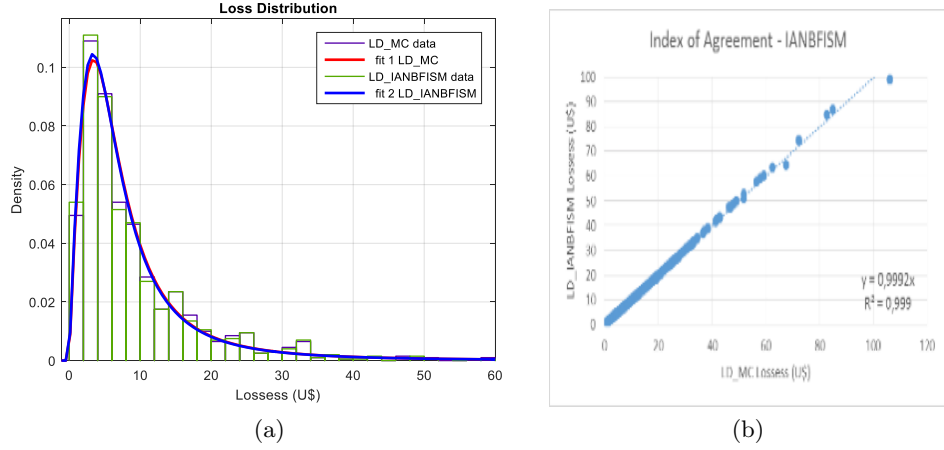 Loss Distribution
LD_MC data
fit 1 LD_MC
LD_IANBFISM data
fit 2 LD_IANBFISM
Density
0.1
0.08
0.06
0.04
0.02
0
0 10 20 30 40 50 60
Lossess (U$)
(a)
Index of Agreement - IANBFISM
LD_IANBFISM Lossess (U$)
100
90
80
70
60
50
40
30
20
10
0
y = 0,9992x
R² = 0,999
0 20 40 60 80 100 120
LD_MC Lossess (U$)
(b)